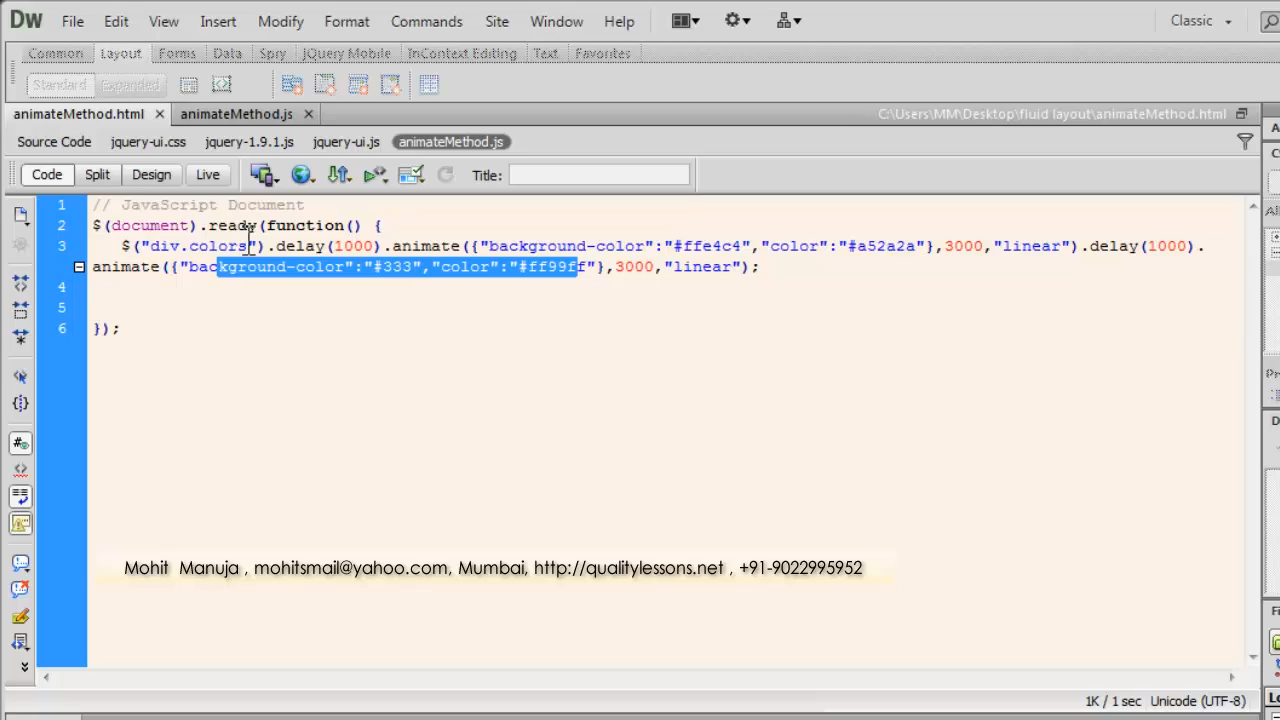 Dw File Edit View Insert Modify Format Commands Site Window Help Classic
Common Layout Forms Data Spry jQuery Mobile InContext Editing Text Favorites
Standard Expanded
animateMethod.html animateMethod.js C:\Users\MM\Desktop\fluid layout\animateMethod.html
Source Code jquery-ui.css jquery-1.9.1.js jquery-ui.js animateMethod.js
Code Split Design Live Title:
1 // JavaScript Document
2 $(document).ready(function() {
3 $("div.colors").delay(1000).animate({"background-color":"#ffe4c4","color":"#a52a2a"},3000,"linear").delay(1000).
animate({"background-color":"#333","color":"#ff99ff"},3000,"linear");
4
5
6 });
Mohit Manuja , mohitsmail@yahoo.com, Mumbai, http://qualitylessons.net , +91-9022995952
1K / 1 sec Unicode (UTF-8)